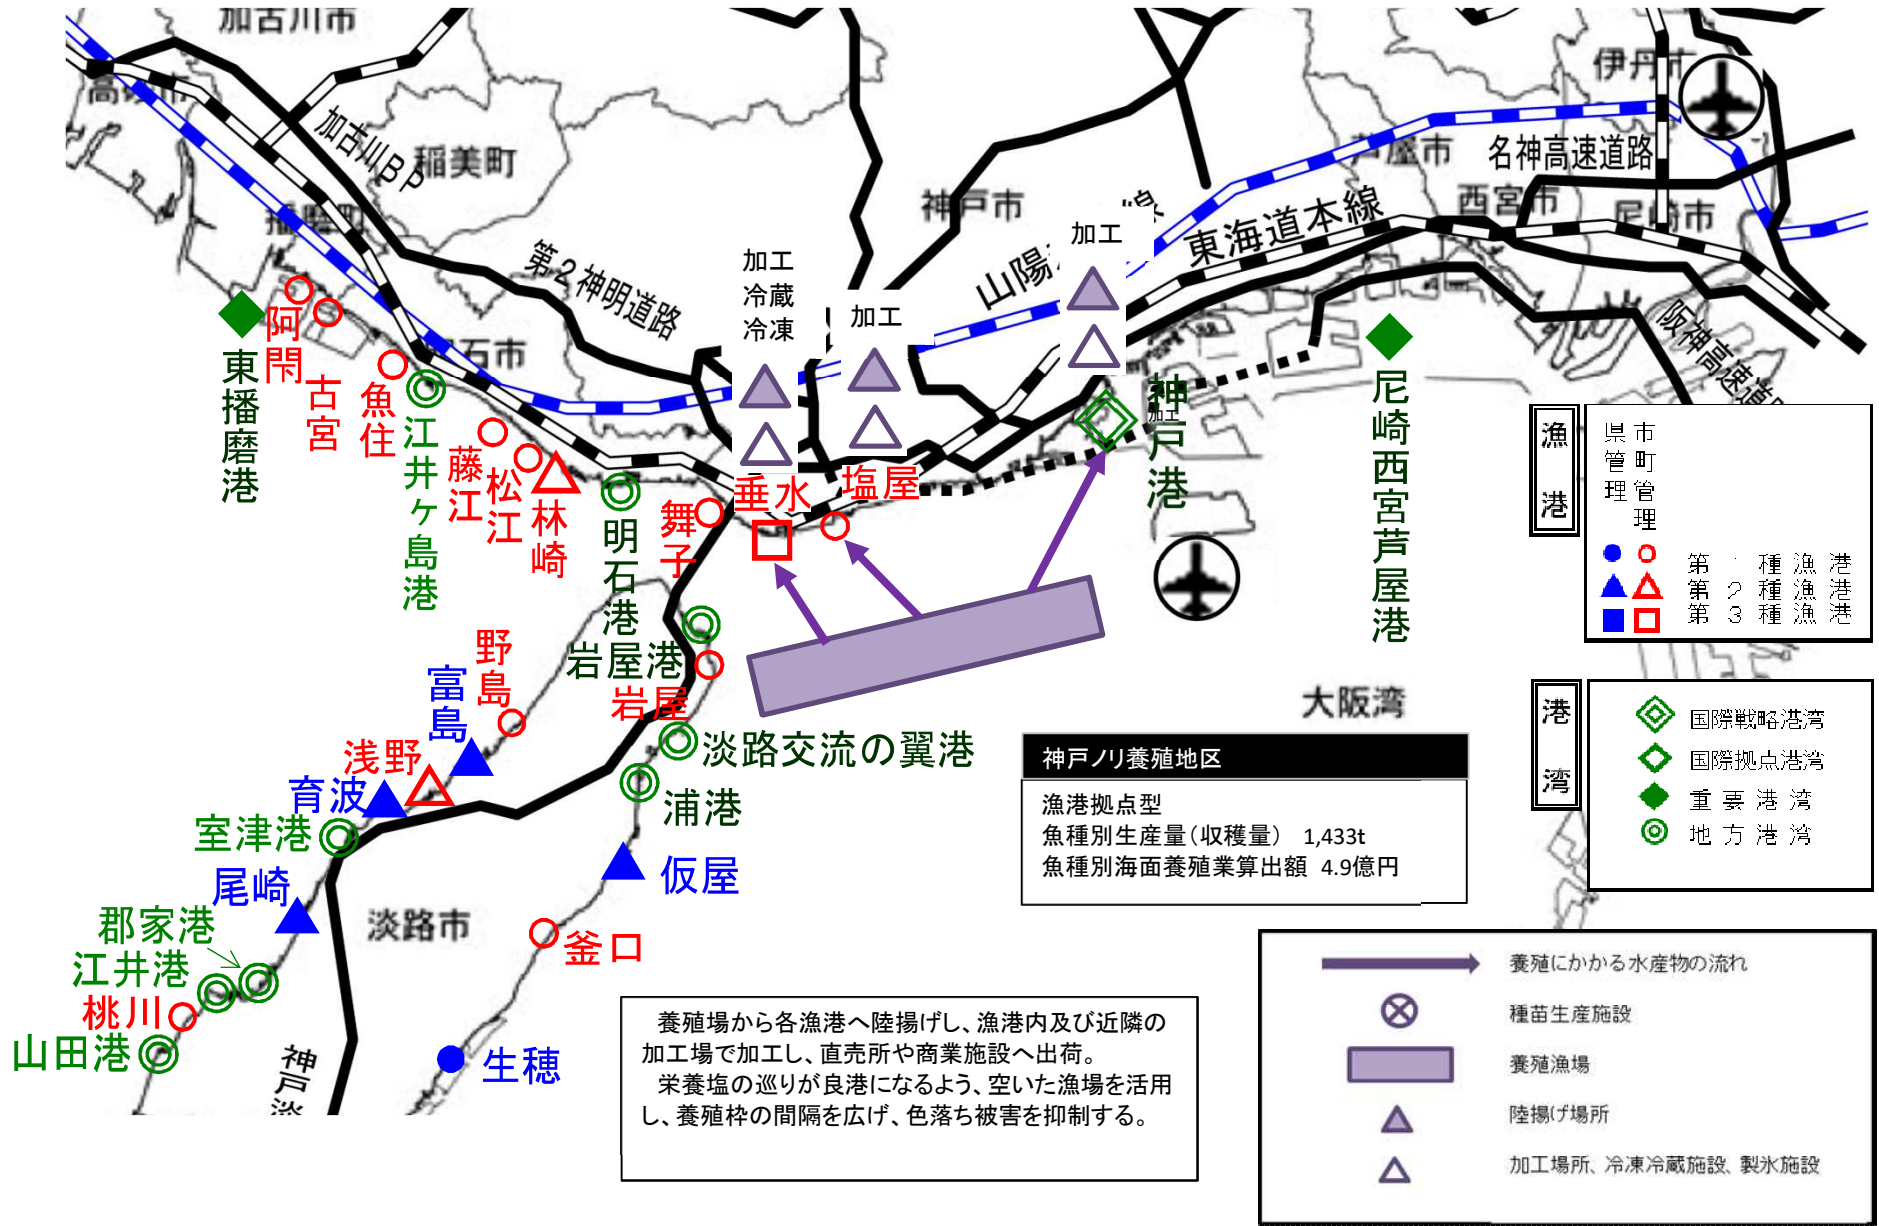 加古川市
高砂市
加古川BP
稲美町
播磨町
第2神明道路
明石市
神戸市
山陽
線
東海道本線
芦屋市
名神高速道路
西宮市
尼崎市
伊丹市
阪神高速道
加工
冷蔵
冷凍
加工
加工
東播磨港
阿閇
古宮
魚住
江井ヶ島港
藤江
松江
林崎
明石港
舞子
垂水
塩屋
神戸港
加工
尼崎西宮芦屋港
岩屋港
岩屋
野島
富島
浅野
育波
室津港
尾崎
郡家港
江井港
桃川
山田港
淡路交流の翼港
浦港
仮屋
釜口
生穂
淡路市
神戸淡
大阪湾
漁港
県管理
市町管理
第1種漁港
第2種漁港
第3種漁港
港湾
国際戦略港湾
国際拠点港湾
重要港湾
地方港湾
神戸ノリ養殖地区
漁港拠点型
魚種別生産量(収穫量) 1,433t
魚種別海面養殖業算出額 4.9億円
養殖場から各漁港へ陸揚げし、漁港内及び近隣の
加工場で加工し、直売所や商業施設へ出荷。
栄養塩の巡りが良港になるよう、空いた漁場を活用
し、養殖枠の間隔を広げ、色落ち被害を抑制する。
養殖にかかる水産物の流れ
種苗生産施設
養殖漁場
陸揚げ場所
加工場所、冷凍冷蔵施設、製氷施設